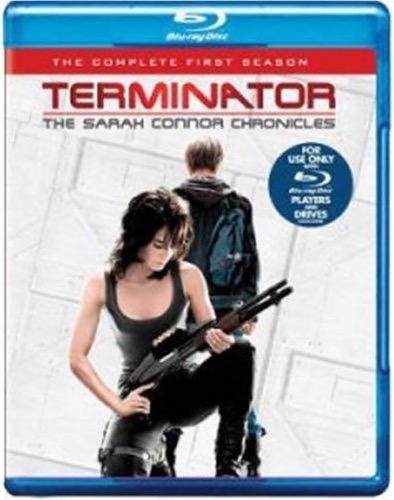 Blu-ray Disc
THE COMPLETE FIRST SEASON
TERMINATOR
THE SARAH CONNOR CHRONICLES
FOR
USE ONLY
WITH
Blu-ray Disc
PLAYERS
AND
DRIVES